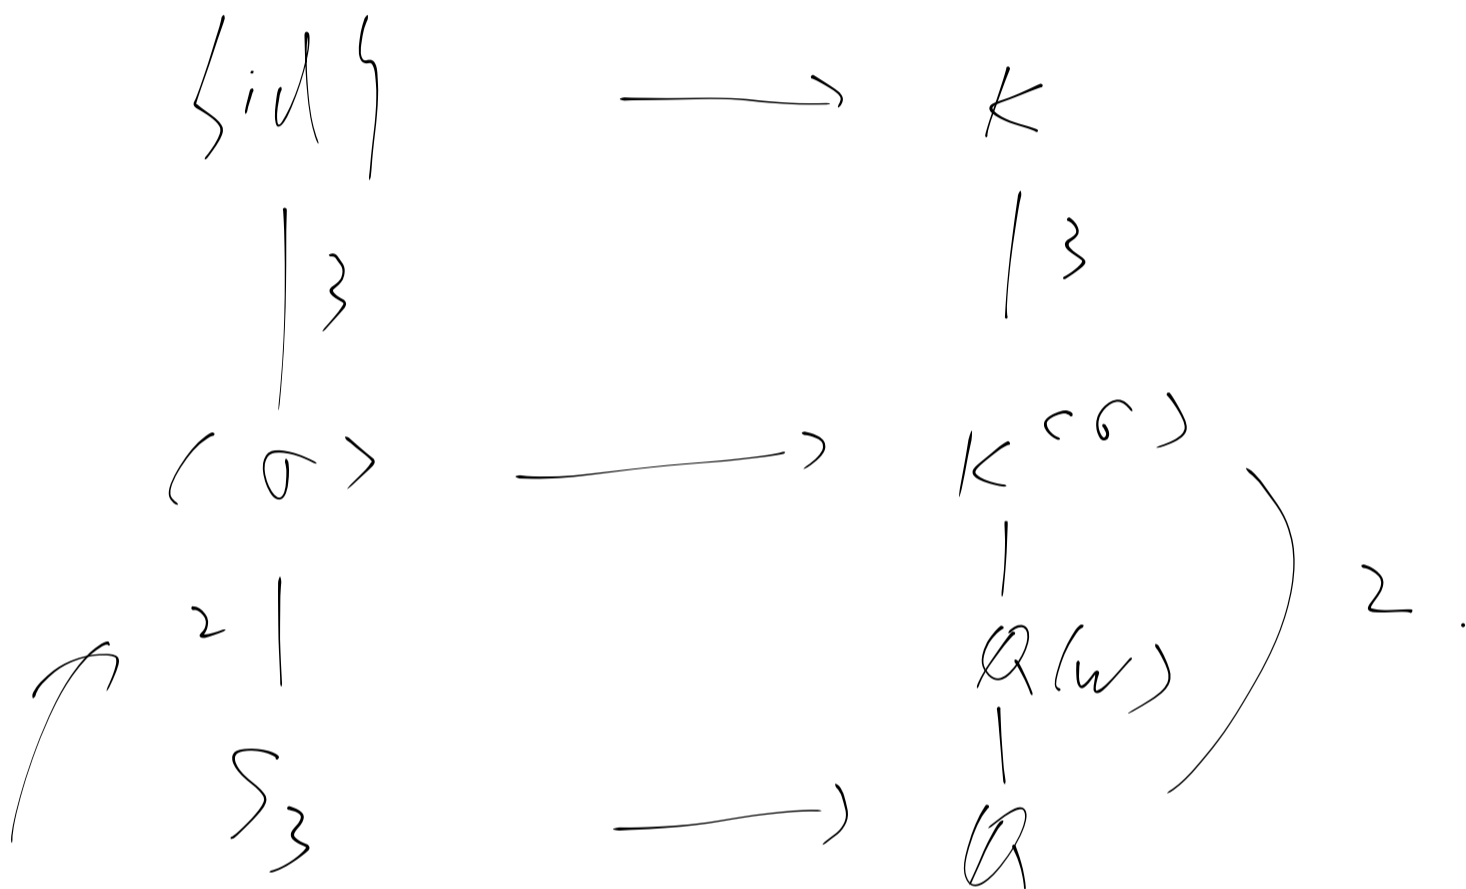 {id} → K
| 3 | 3
⟨σ⟩ → K^⟨σ⟩
2 | | 2.
Q(w)
|
S₃ → Q